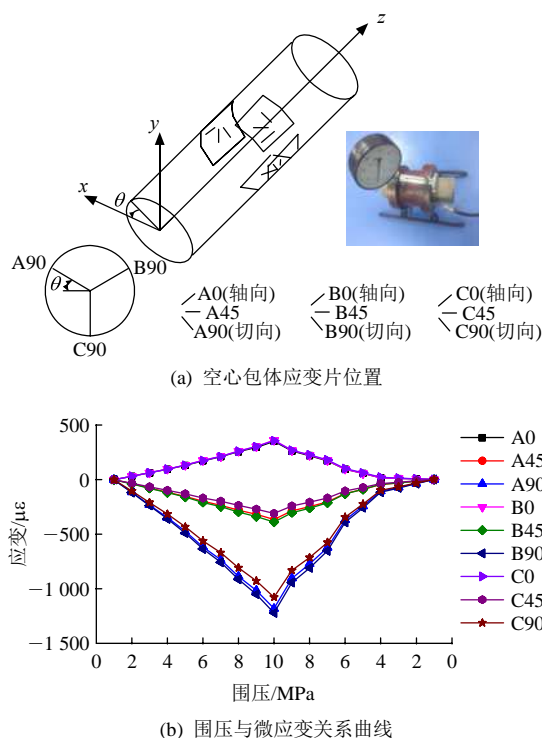 z
y
x
θ
A90
B90
θ
C90
A0(轴向) B0(轴向) C0(轴向)
A45 B45 C45
A90(切向) B90(切向) C90(切向)
(a) 空心包体应变片位置
500
0
−500
−1 000
−1 500
应变/με
0 2 4 6 8 10 8 6 4 2 0
围压/MPa
A0
A45
A90
B0
B45
B90
C0
C45
C90
(b) 围压与微应变关系曲线